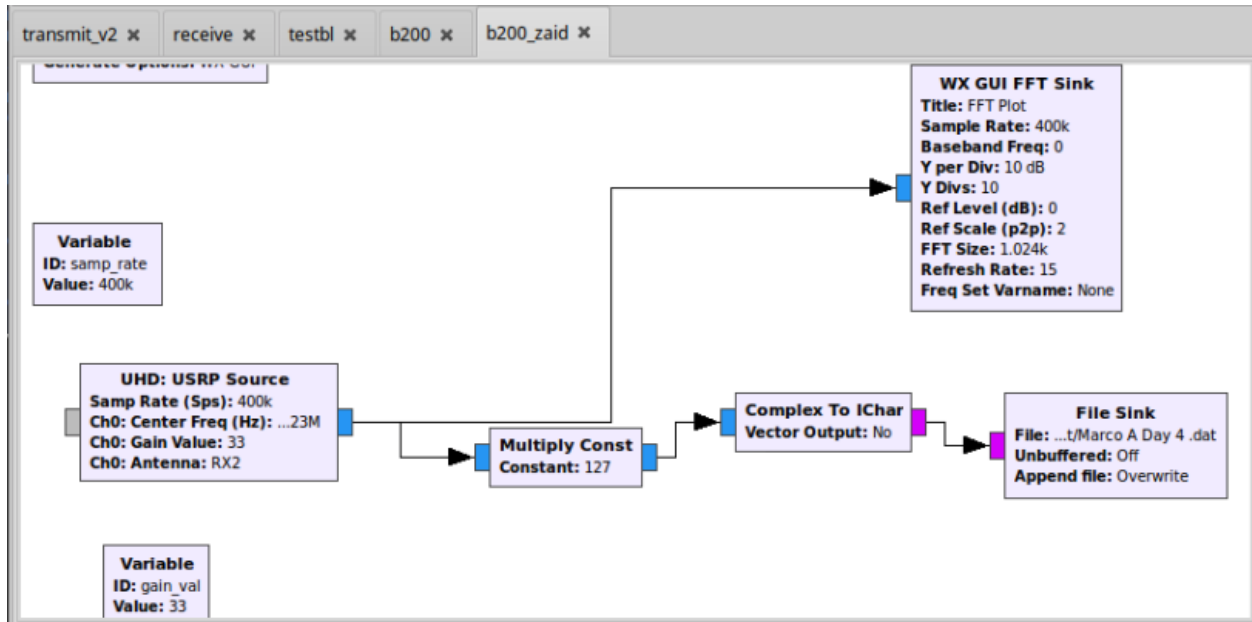 transmit_v2 ✖ receive ✖ testbl ✖ b200 ✖ b200_zaid ✖
Generate Options: WX GUI
WX GUI FFT Sink
Title: FFT Plot
Sample Rate: 400k
Baseband Freq: 0
Y per Div: 10 dB
Y Divs: 10
Ref Level (dB): 0
Ref Scale (p2p): 2
FFT Size: 1.024k
Refresh Rate: 15
Freq Set Varname: None
Variable
ID: samp_rate
Value: 400k
UHD: USRP Source
Samp Rate (Sps): 400k
Ch0: Center Freq (Hz): ...23M
Ch0: Gain Value: 33
Ch0: Antenna: RX2
Multiply Const
Constant: 127
Complex To IChar
Vector Output: No
File Sink
File: ...t/Marco A Day 4 .dat
Unbuffered: Off
Append file: Overwrite
Variable
ID: gain_val
Value: 33